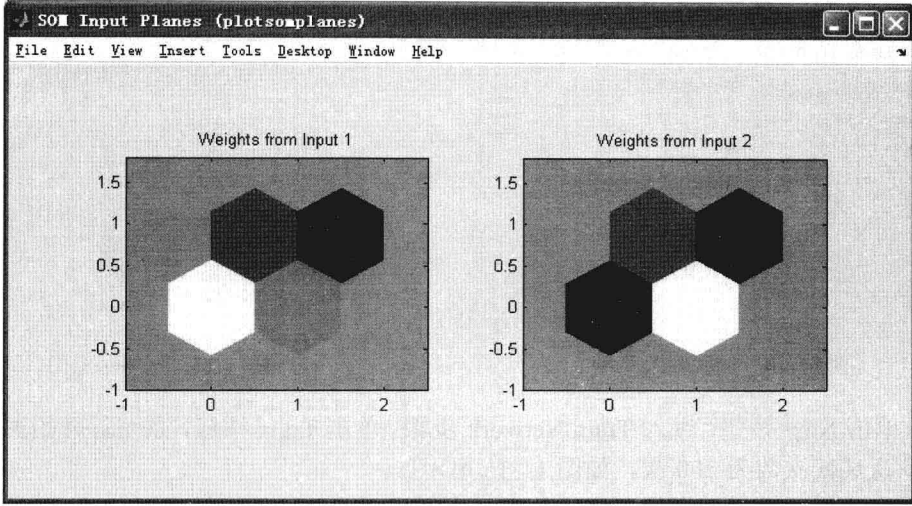 SOM Input Planes (plotsomplanes)
File Edit View Insert Tools Desktop Window Help
Weights from Input 1
1.5
1
0.5
0
-0.5
-1
-1 0 1 2
Weights from Input 2
1.5
1
0.5
0
-0.5
-1
-1 0 1 2